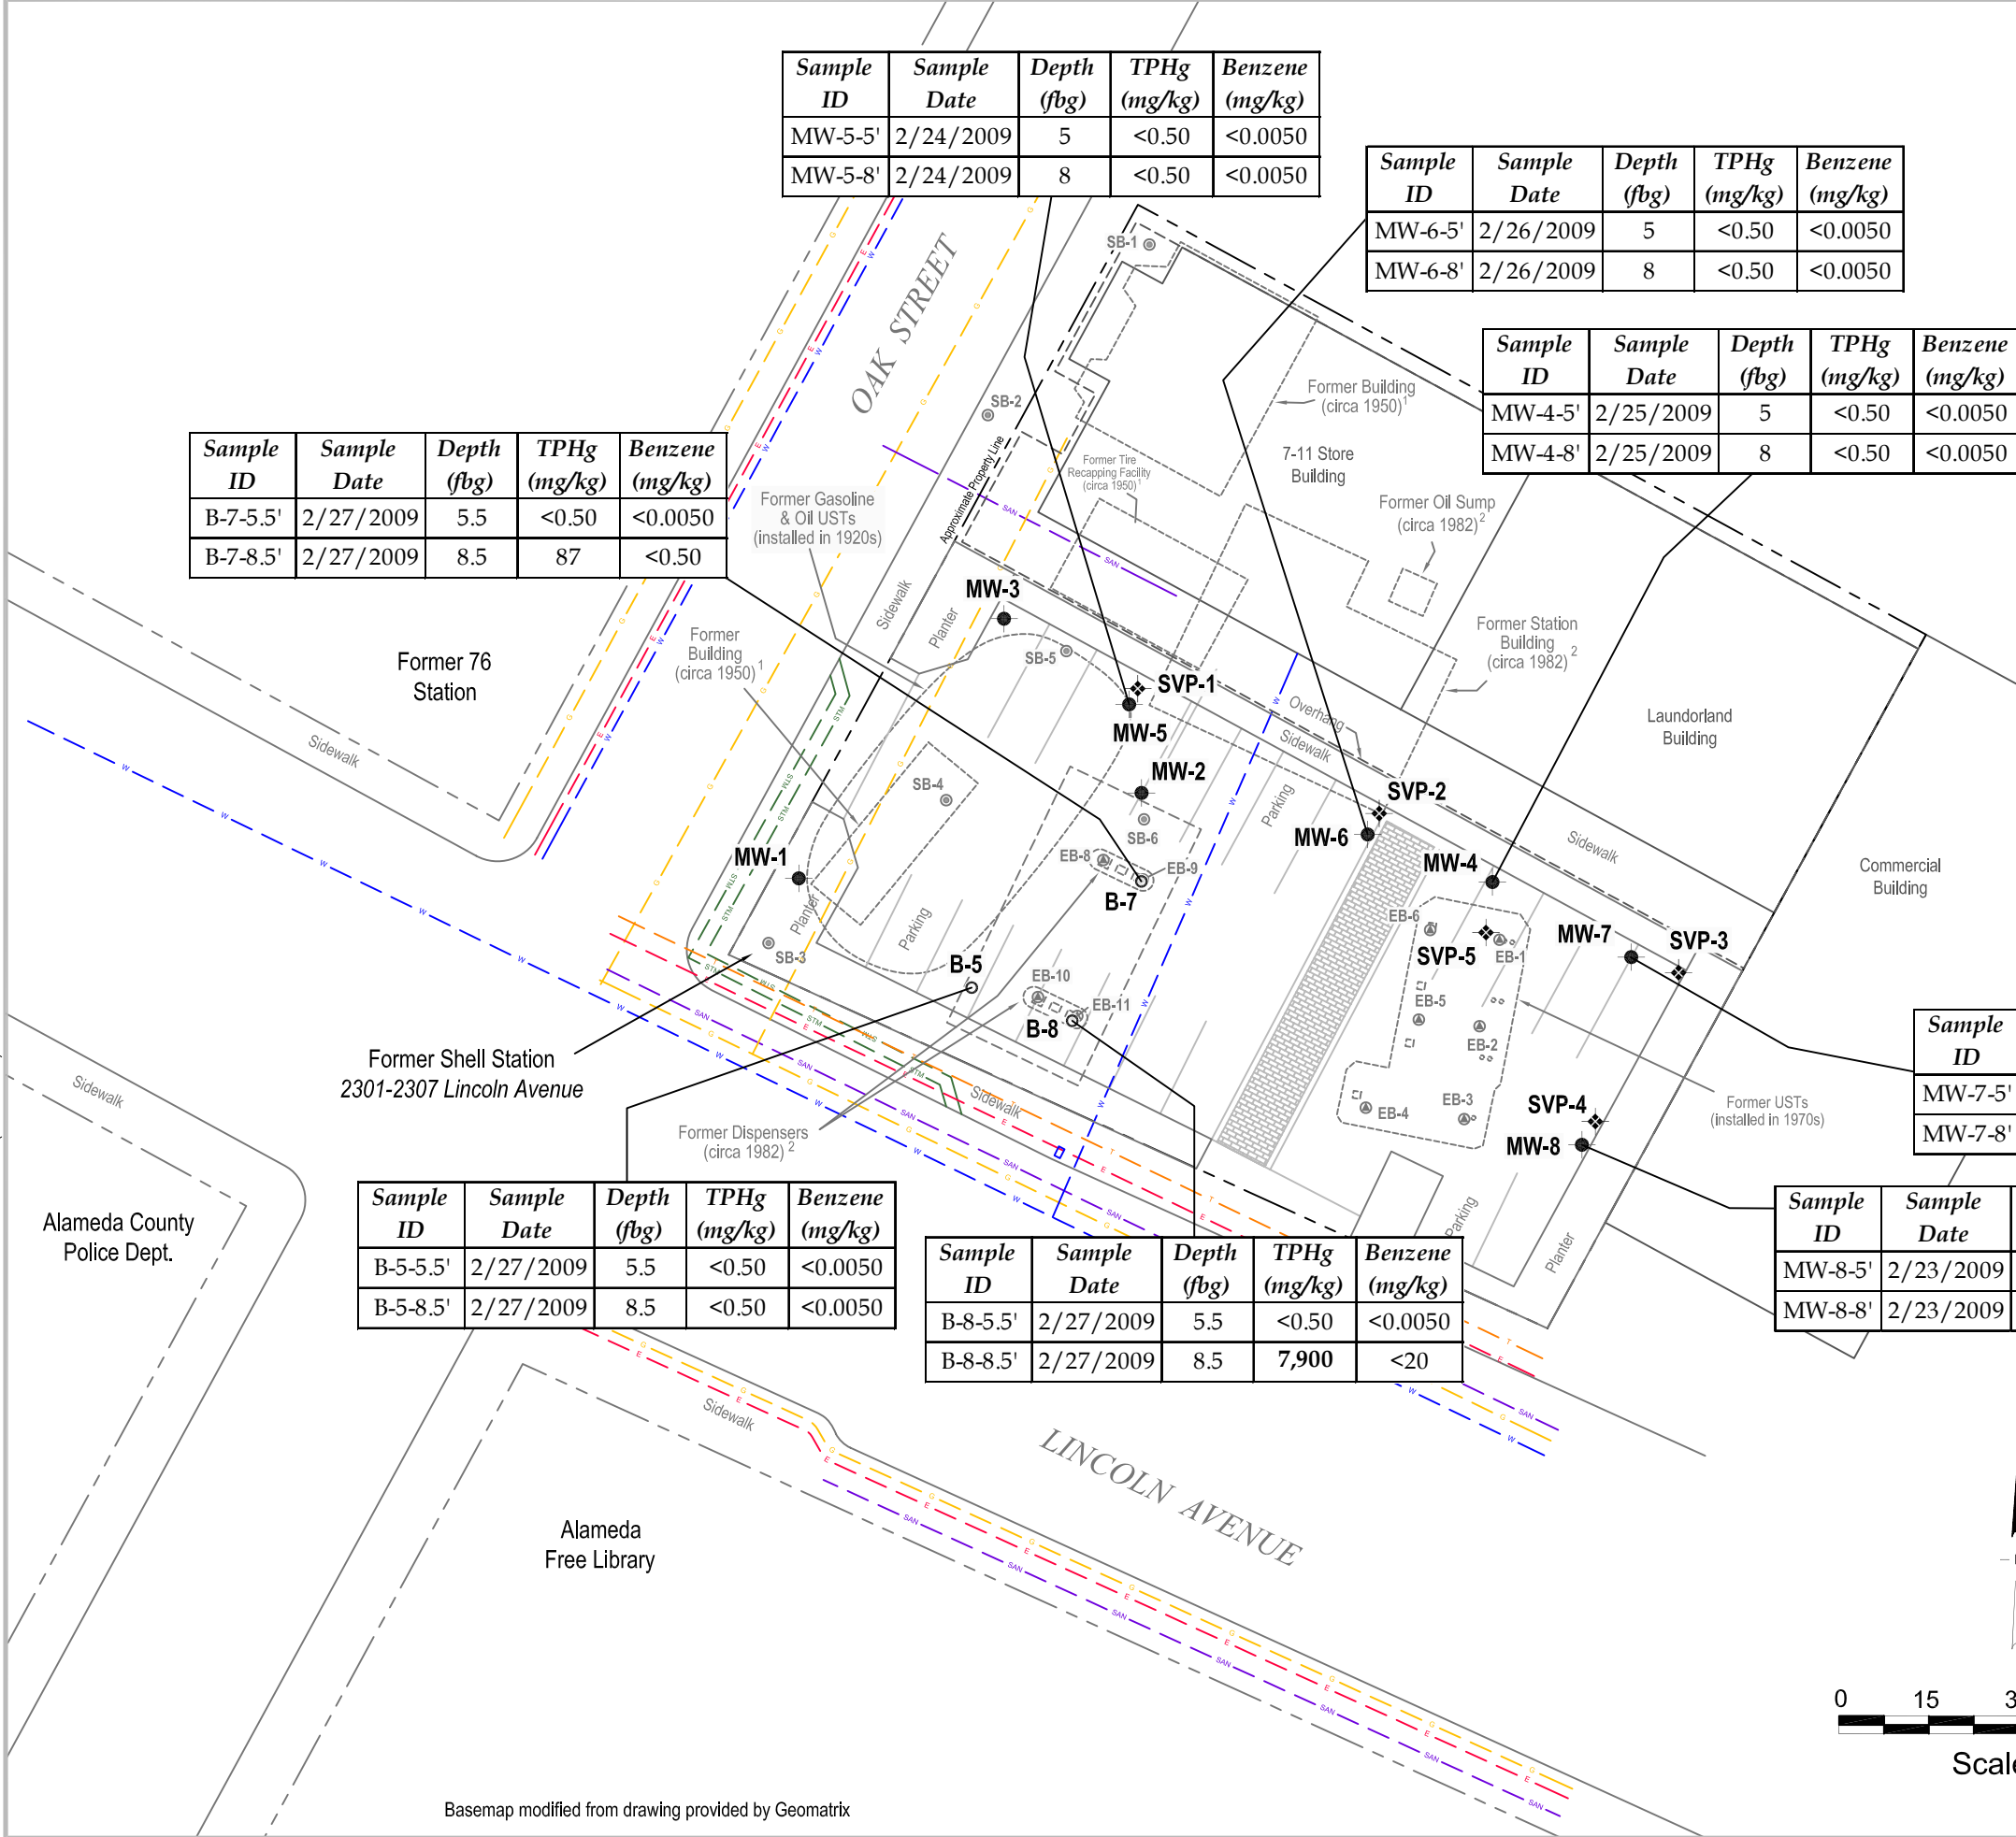 Sample ID | Sample Date | Depth (fbg) | TPHg (mg/kg) | Benzene (mg/kg)
MW-5-5' | 2/24/2009 | 5 | <0.50 | <0.0050
MW-5-8' | 2/24/2009 | 8 | <0.50 | <0.0050
Sample ID | Sample Date | Depth (fbg) | TPHg (mg/kg) | Benzene (mg/kg)
MW-6-5' | 2/26/2009 | 5 | <0.50 | <0.0050
MW-6-8' | 2/26/2009 | 8 | <0.50 | <0.0050
Sample ID | Sample Date | Depth (fbg) | TPHg (mg/kg) | Benzene (mg/kg)
MW-4-5' | 2/25/2009 | 5 | <0.50 | <0.0050
MW-4-8' | 2/25/2009 | 8 | <0.50 | <0.0050
Sample ID | Sample Date | Depth (fbg) | TPHg (mg/kg) | Benzene (mg/kg)
B-7-5.5' | 2/27/2009 | 5.5 | <0.50 | <0.0050
B-7-8.5' | 2/27/2009 | 8.5 | 87 | <0.50
OAK STREET
SB-1
SB-2
Approximate Property Line
Former Building
(circa 1950)1
7-11 Store
Building
Former Tire
Recapping Facility
(circa 1950)1
Former Oil Sump
(circa 1982)2
Former Gasoline
& Oil USTs
(installed in 1920s)
Sidewalk
Planter
MW-3
SB-5
Former
Building
(circa 1950)1
Former Station
Building
(circa 1982)2
Former 76
Station
Sidewalk
SVP-1
MW-5
Overhang
Sidewalk
Laundorland
Building
MW-2
SB-4
SB-6
Parking
SVP-2
MW-6
Sidewalk
Commercial
Building
MW-1
EB-8
EB-9
B-7
MW-4
Planter
Parking
SB-3
B-5
EB-10
EB-11
B-8
EB-6
SVP-5
EB-1
EB-5
EB-2
EB-4
EB-3
MW-7
SVP-3
SVP-4
MW-8
Former USTs
(installed in 1970s)
Former Shell Station
2301-2307 Lincoln Avenue
Sidewalk
Sidewalk
Former Dispensers
(circa 1982)2
Parking
Planter
Sample ID
MW-7-5'
MW-7-8'
Sample ID | Sample Date
MW-8-5' | 2/23/2009
MW-8-8' | 2/23/2009
Alameda County
Police Dept.
Sample ID | Sample Date | Depth (fbg) | TPHg (mg/kg) | Benzene (mg/kg)
B-5-5.5' | 2/27/2009 | 5.5 | <0.50 | <0.0050
B-5-8.5' | 2/27/2009 | 8.5 | <0.50 | <0.0050
Sample ID | Sample Date | Depth (fbg) | TPHg (mg/kg) | Benzene (mg/kg)
B-8-5.5' | 2/27/2009 | 5.5 | <0.50 | <0.0050
B-8-8.5' | 2/27/2009 | 8.5 | 7,900 | <20
Sidewalk
LINCOLN AVENUE
Alameda
Free Library
0 15
Basemap modified from drawing provided by Geomatrix